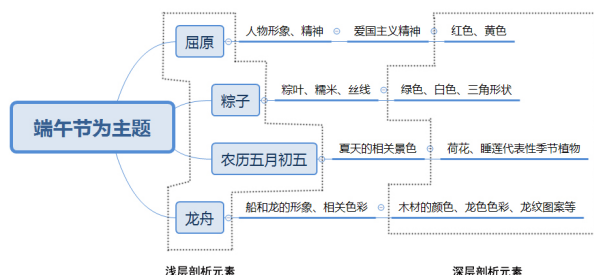 端午节为主题
屈原
人物形象、精神
爱国主义精神
红色、黄色
粽子
粽叶、糯米、丝线
绿色、白色、三角形状
农历五月初五
夏天的相关景色
荷花、睡莲代表性季节植物
龙舟
船和龙的形象、相关色彩
木材的颜色、龙色色彩、龙纹图案等
浅层剖析元素
深层剖析元素